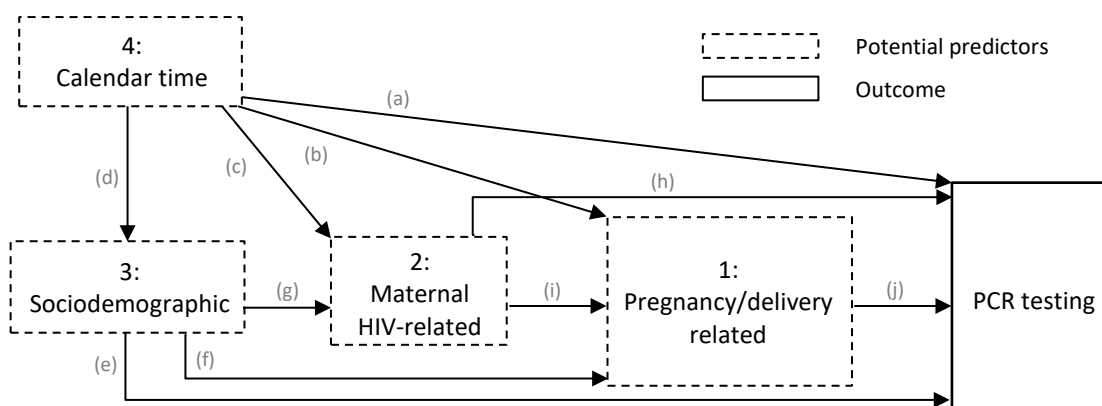 4:
Calendar time
Potential predictors
Outcome
(a)
(b)
(c)
(d)
(h)
3:
Sociodemographic
(g)
2:
Maternal
HIV-related
(i)
1:
Pregnancy/delivery
related
(j)
PCR testing
(e)
(f)